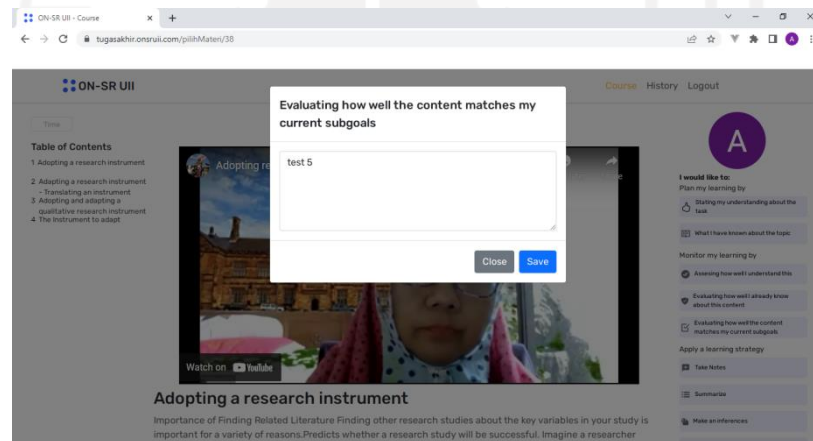 ON-SR UII - Course
tugasakhir.onsruii.com/pilihMateri/38
A
ON-SR UII
Course History Logout
Evaluating how well the content matches my
current subgoals
test 5
Close Save
Time
Table of Contents
1 Adopting a research instrument
2 Adapting a research instrument
- Translating an instrument
3 Adopting and adapting a
qualitative research instrument
4 The Instrument to adapt
Adopting re
Watch on YouTube
A
I would like to:
Plan my learning by
Stating my understanding about the
task
What I have known about the topic
Monitor my learning by
Assesing how well I understand this
Evaluating how well I already know
about this content
Evaluating how well the content
matches my current subgoals
Apply a learning strategy
Take Notes
Summarize
Make an inferences
Adopting a research instrument
Importance of Finding Related Literature Finding other research studies about the key variables in your study is
important for a variety of reasons.Predicts whether a research study will be successful. Imagine a researcher